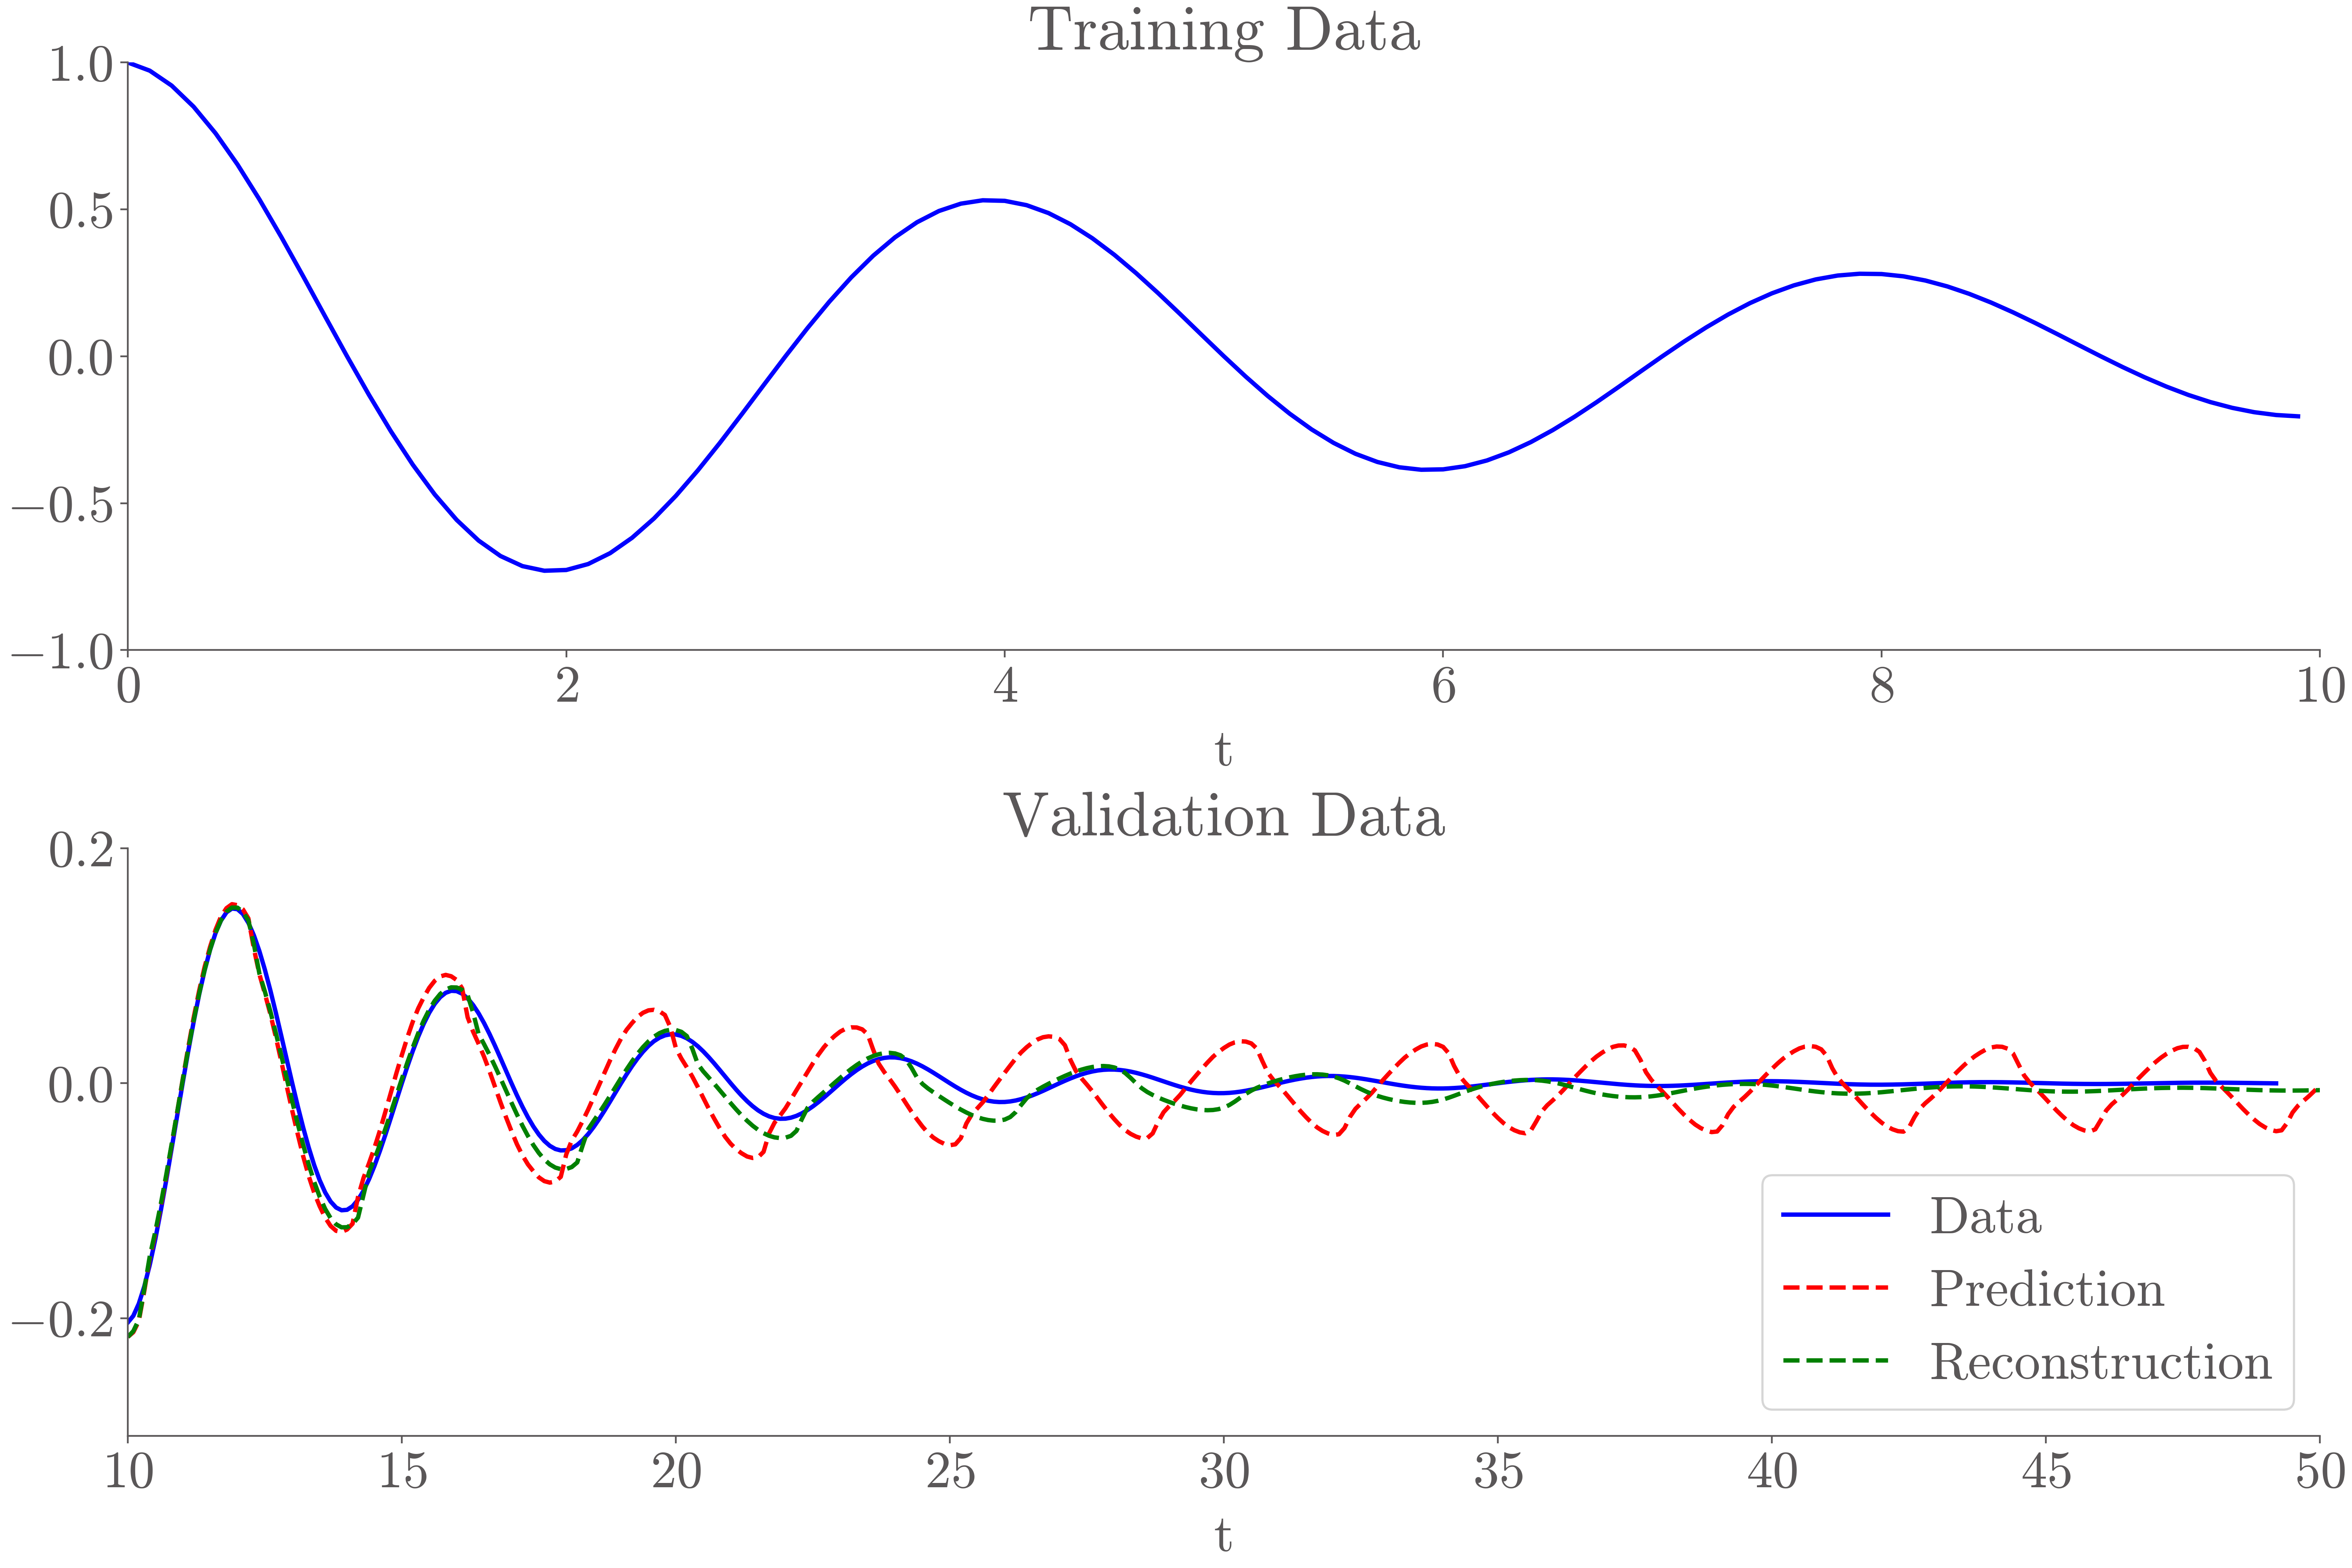 Training Data
1.0
0.5
0.0
−0.5
−1.0
0 2 4 6 8 10
t
Validation Data
0.2
0.0
−0.2
Data
Prediction
Reconstruction
10 15 20 25 30 35 40 45 50
t